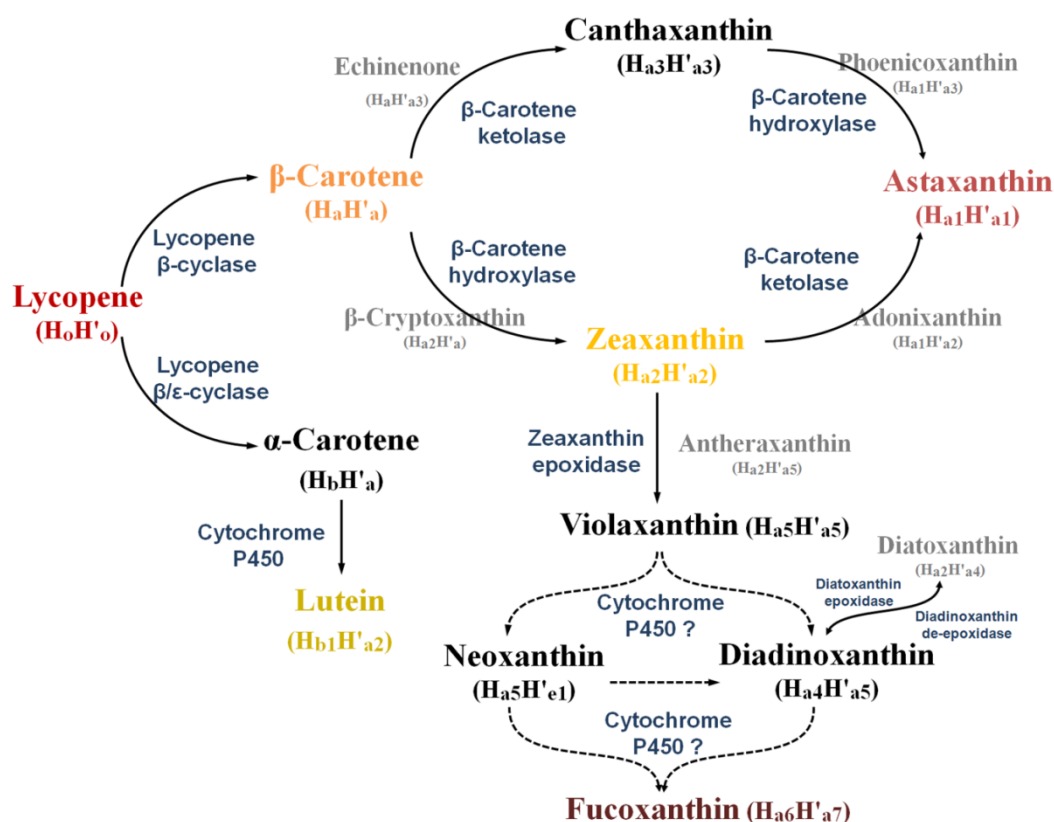 Canthaxanthin
(Ha3H'a3)
Echinenone
(HaH'a3)
Phoenicoxanthin
(Ha1H'a3)
β-Carotene
ketolase
β-Carotene
hydroxylase
β-Carotene
(HaH'a)
Astaxanthin
(Ha1H'a1)
Lycopene
β-cyclase
β-Carotene
hydroxylase
β-Carotene
ketolase
Lycopene
(HoH'o)
β-Cryptoxanthin
(Ha2H'a)
Zeaxanthin
(Ha2H'a2)
Adonixanthin
(Ha1H'a2)
Lycopene
β/ε-cyclase
α-Carotene
(HbH'a)
Zeaxanthin
epoxidase
Antheraxanthin
(Ha2H'a5)
Cytochrome
P450
Violaxanthin (Ha5H'a5)
Diatoxanthin
(Ha2H'a4)
Lutein
(Hb1H'a2)
Cytochrome
P450 ?
Diatoxanthin
epoxidase
Diadinoxanthin
de-epoxidase
Neoxanthin
(Ha5H'e1)
Diadinoxanthin
(Ha4H'a5)
Cytochrome
P450 ?
Fucoxanthin (Ha6H'a7)